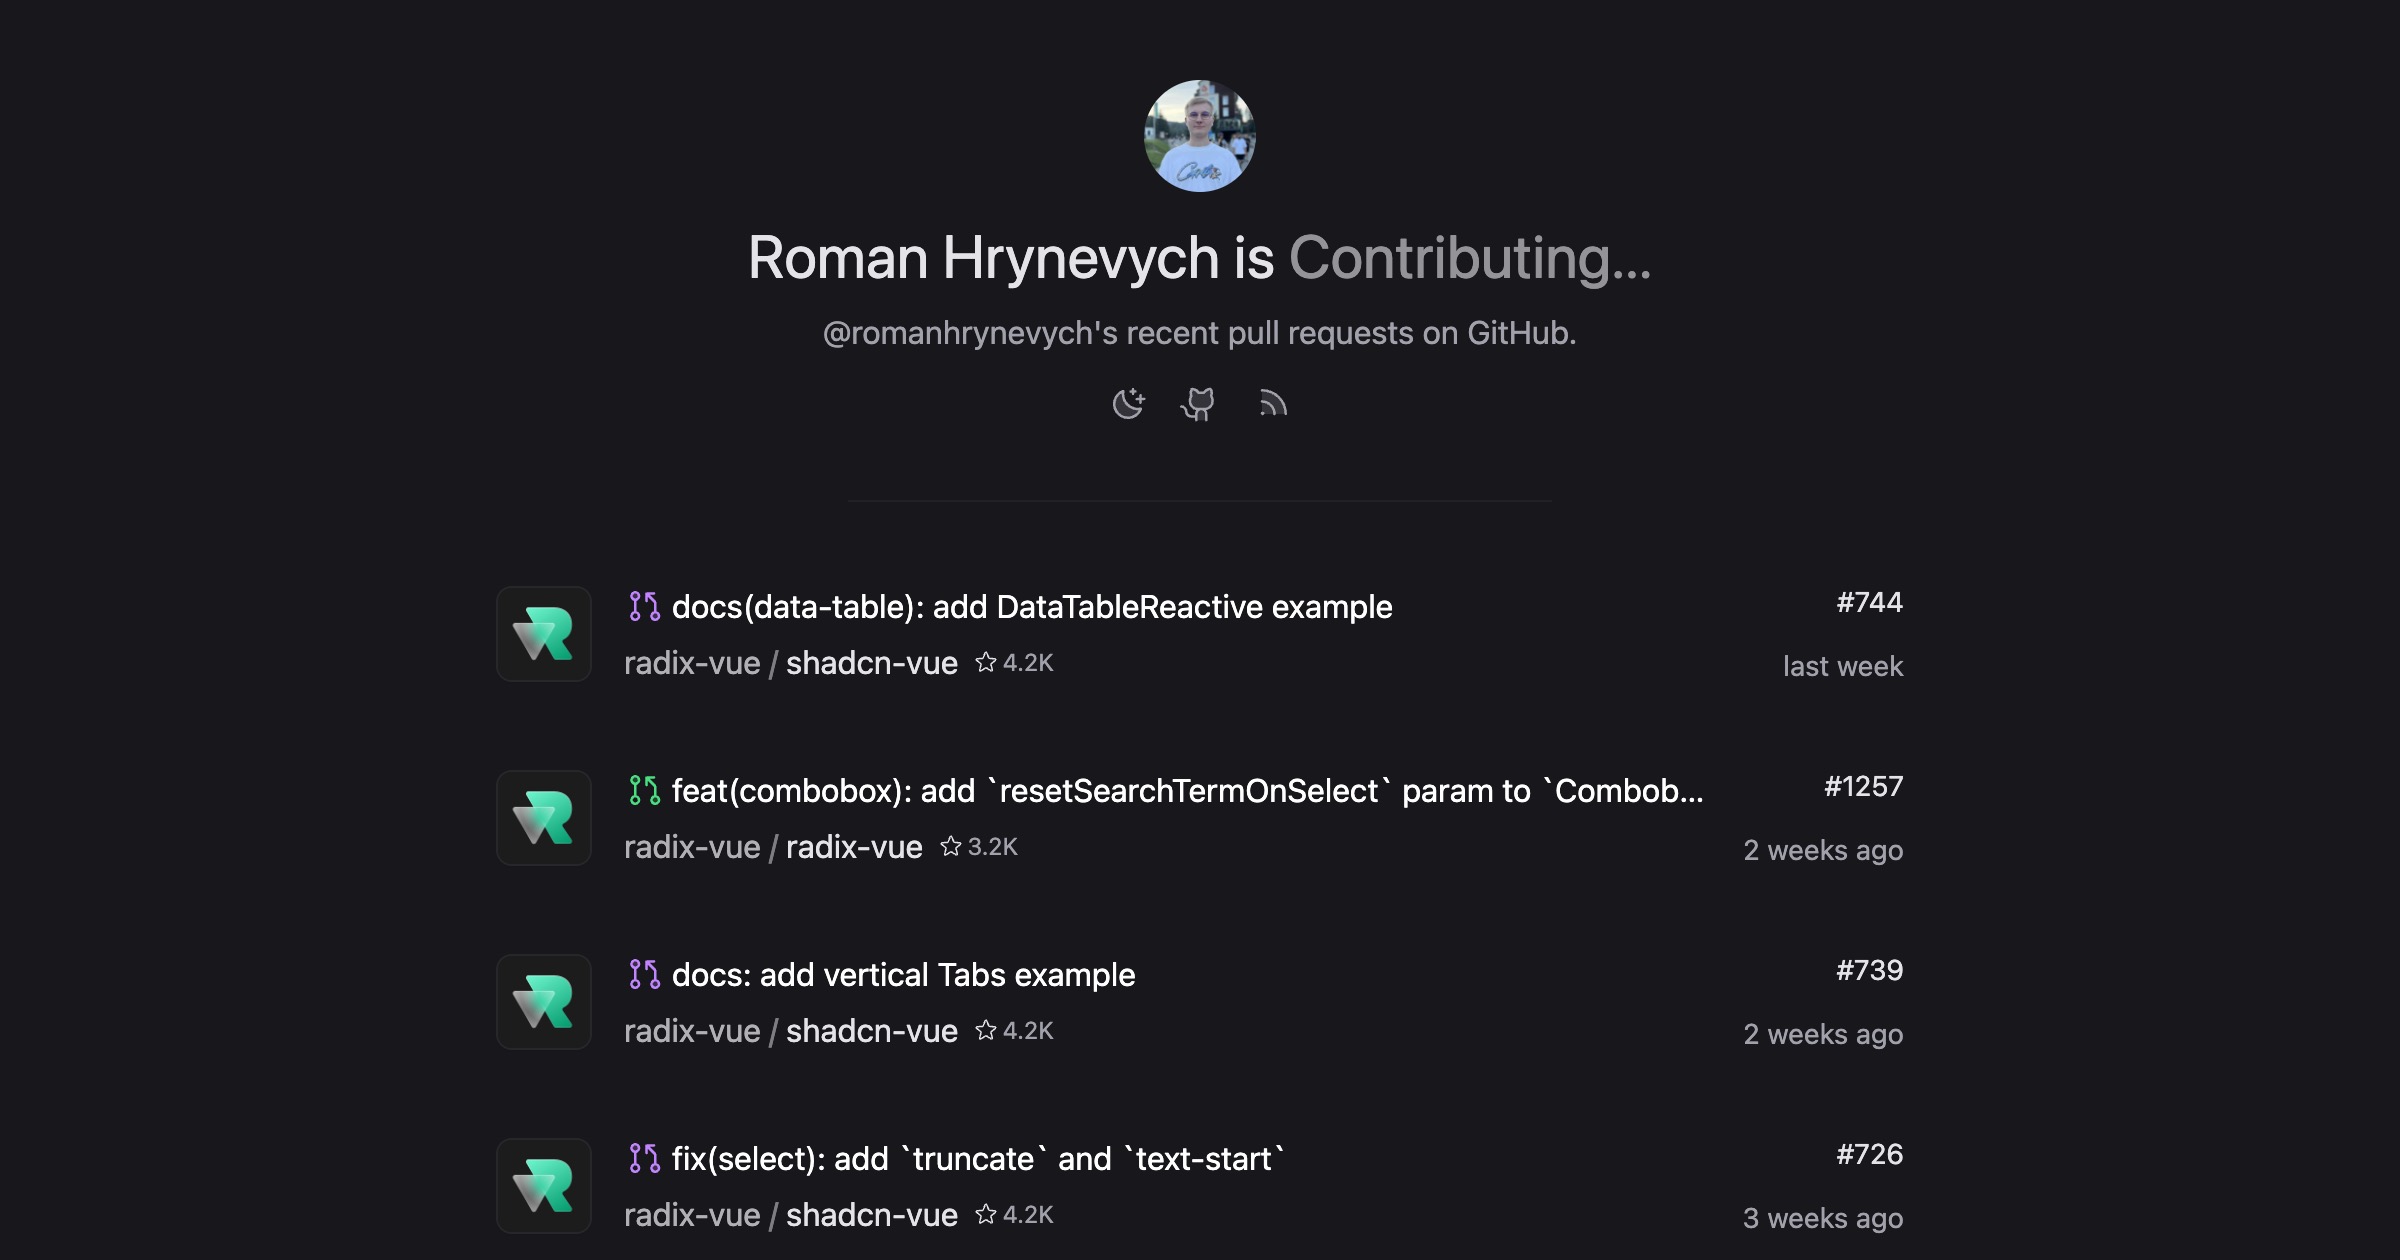 Roman Hrynevych is Contributing...
@romanhrynevych's recent pull requests on GitHub.
docs(data-table): add DataTableReactive example
#744
radix-vue / shadcn-vue 4.2K
last week
feat(combobox): add `resetSearchTermOnSelect` param to `Combob...
#1257
radix-vue / radix-vue 3.2K
2 weeks ago
docs: add vertical Tabs example
#739
radix-vue / shadcn-vue 4.2K
2 weeks ago
fix(select): add `truncate` and `text-start`
#726
radix-vue / shadcn-vue 4.2K
3 weeks ago